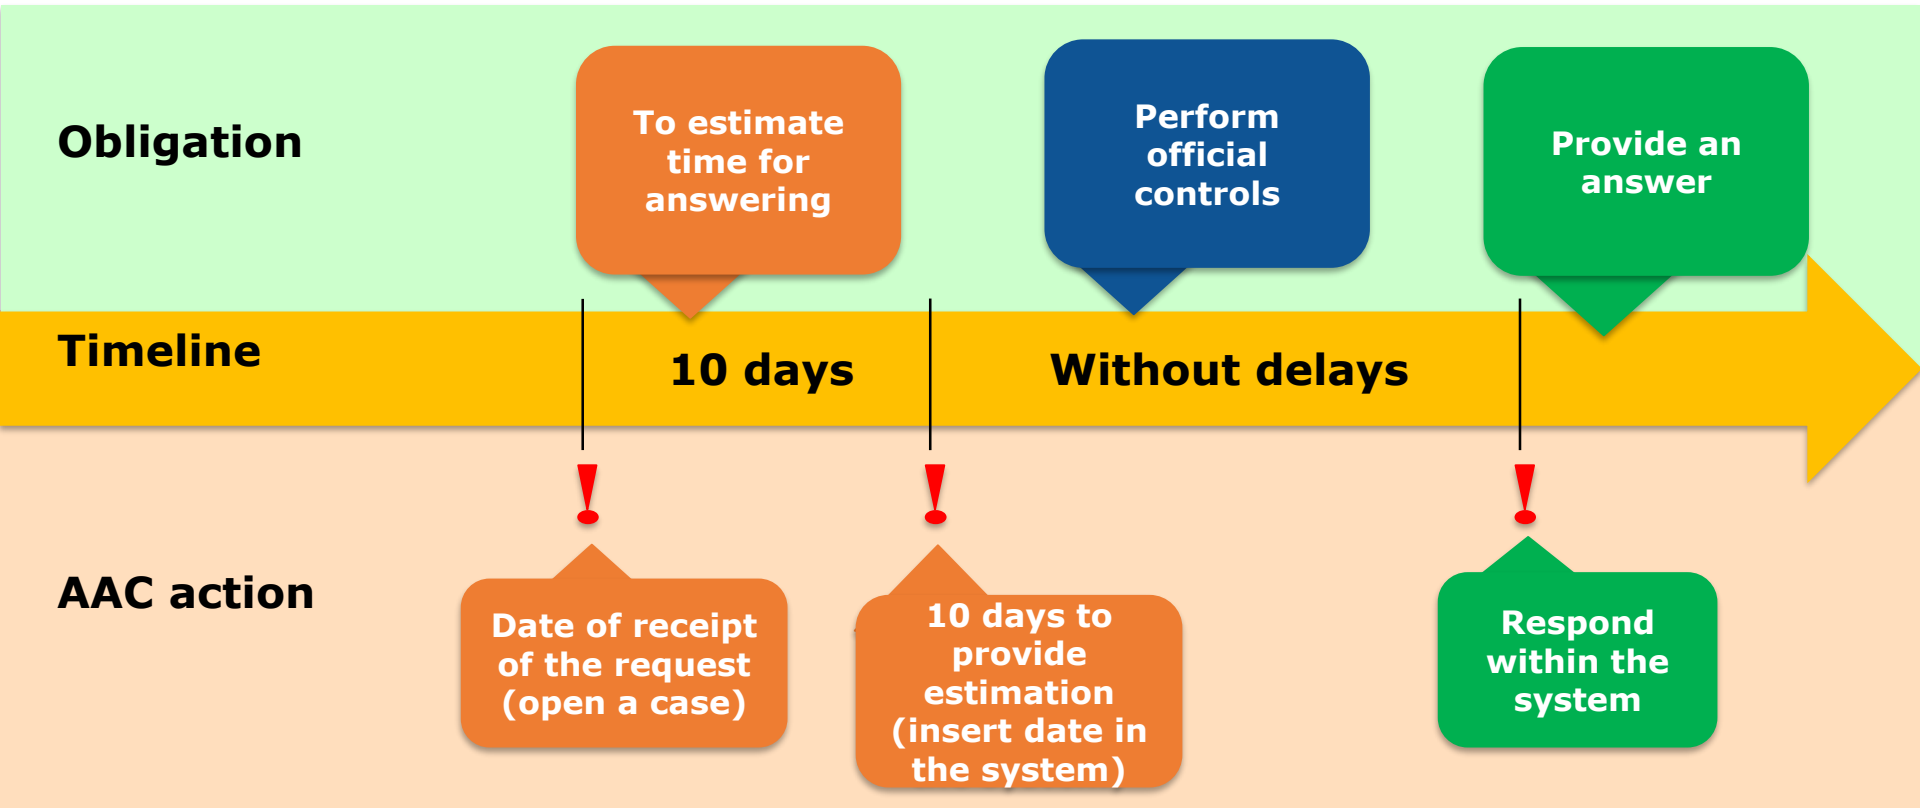 Obligation
To estimate
time for
answering
Perform
official
controls
Provide an
answer
Timeline
10 days
Without delays
AAC action
Date of receipt
of the request
(open a case)
10 days to
provide
estimation
(insert date in
the system)
Respond
within the
system